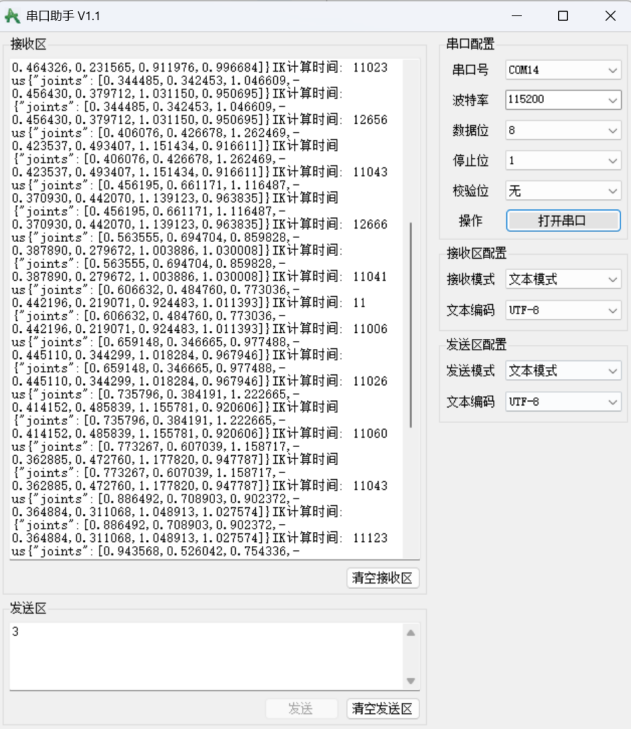 串口助手 V1.1
接收区
0.464326,0.231565,0.911976,0.996684]}IK计算时间: 11023
us{"joints":[0.344485,0.342453,1.046609,-
0.456430,0.379712,1.031150,0.950695]}IK计算时间:
{"joints":[0.344485,0.342453,1.046609,-
0.456430,0.379712,1.031150,0.950695]}IK计算时间: 12656
us{"joints":[0.406076,0.426678,1.262469,-
0.423537,0.493407,1.151434,0.916611]}IK计算时间
{"joints":[0.406076,0.426678,1.262469,-
0.423537,0.493407,1.151434,0.916611]}IK计算时间: 11043
us{"joints":[0.456195,0.661171,1.116487,-
0.370930,0.442070,1.139123,0.963835]}IK计算时间
{"joints":[0.456195,0.661171,1.116487,-
0.370930,0.442070,1.139123,0.963835]}IK计算时间: 12666
us{"joints":[0.563555,0.694704,0.859828,-
0.387890,0.279672,1.003886,1.030008]}IK计算时间:
{"joints":[0.563555,0.694704,0.859828,-
0.387890,0.279672,1.003886,1.030008]}IK计算时间: 11041
us{"joints":[0.606632,0.484760,0.773036,-
0.442196,0.219071,0.924483,1.011393]}IK计算时间: 11
{"joints":[0.606632,0.484760,0.773036,-
0.442196,0.219071,0.924483,1.011393]}IK计算时间: 11006
us{"joints":[0.659148,0.346665,0.977488,-
0.445110,0.344299,1.018284,0.967946]}IK计算时间:
{"joints":[0.659148,0.346665,0.977488,-
0.445110,0.344299,1.018284,0.967946]}IK计算时间: 11026
us{"joints":[0.735796,0.384191,1.222665,-
0.414152,0.485839,1.155781,0.920606]}IK计算时间
{"joints":[0.735796,0.384191,1.222665,-
0.414152,0.485839,1.155781,0.920606]}IK计算时间: 11060
us{"joints":[0.773267,0.607039,1.158717,-
0.362885,0.472760,1.177820,0.947787]}IK计算时间
{"joints":[0.773267,0.607039,1.158717,-
0.362885,0.472760,1.177820,0.947787]}IK计算时间: 11043
us{"joints":[0.886492,0.708903,0.902372,-
0.364884,0.311068,1.048913,1.027574]}IK计算时间:
{"joints":[0.886492,0.708903,0.902372,-
0.364884,0.311068,1.048913,1.027574]}IK计算时间: 11123
us{"joints":[0.943568,0.526042,0.754336,-
清空接收区
发送区
3
发送
清空发送区
串口配置
串口号 COM14
波特率 115200
数据位 8
停止位 1
校验位 无
操作 打开串口
接收区配置
接收模式 文本模式
文本编码 UTF-8
发送区配置
发送模式 文本模式
文本编码 UTF-8